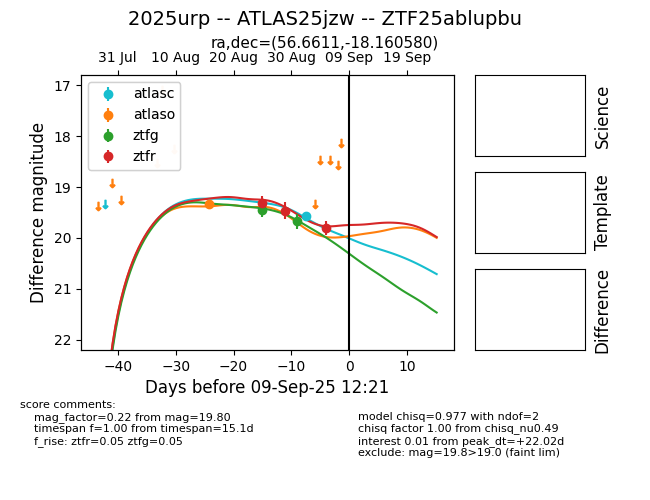 2025urp -- ATLAS25jzw -- ZTF25ablupbu
ra,dec=(56.6611,-18.160580)
31 Jul 10 Aug 20 Aug 30 Aug 09 Sep 19 Sep
atlasc
atlaso
ztfg
ztfr
17
18
19
20
21
22
Difference magnitude
−40 −30 −20 −10 0 10
Days before 09-Sep-25 12:21
Science
Template
Difference
score comments:
mag_factor=0.22 from mag=19.80
timespan f=1.00 from timespan=15.1d
f_rise: ztfr=0.05 ztfg=0.05
model chisq=0.977 with ndof=2
chisq factor 1.00 from chisq_nu0.49
interest 0.01 from peak_dt=+22.02d
exclude: mag=19.8>19.0 (faint lim)